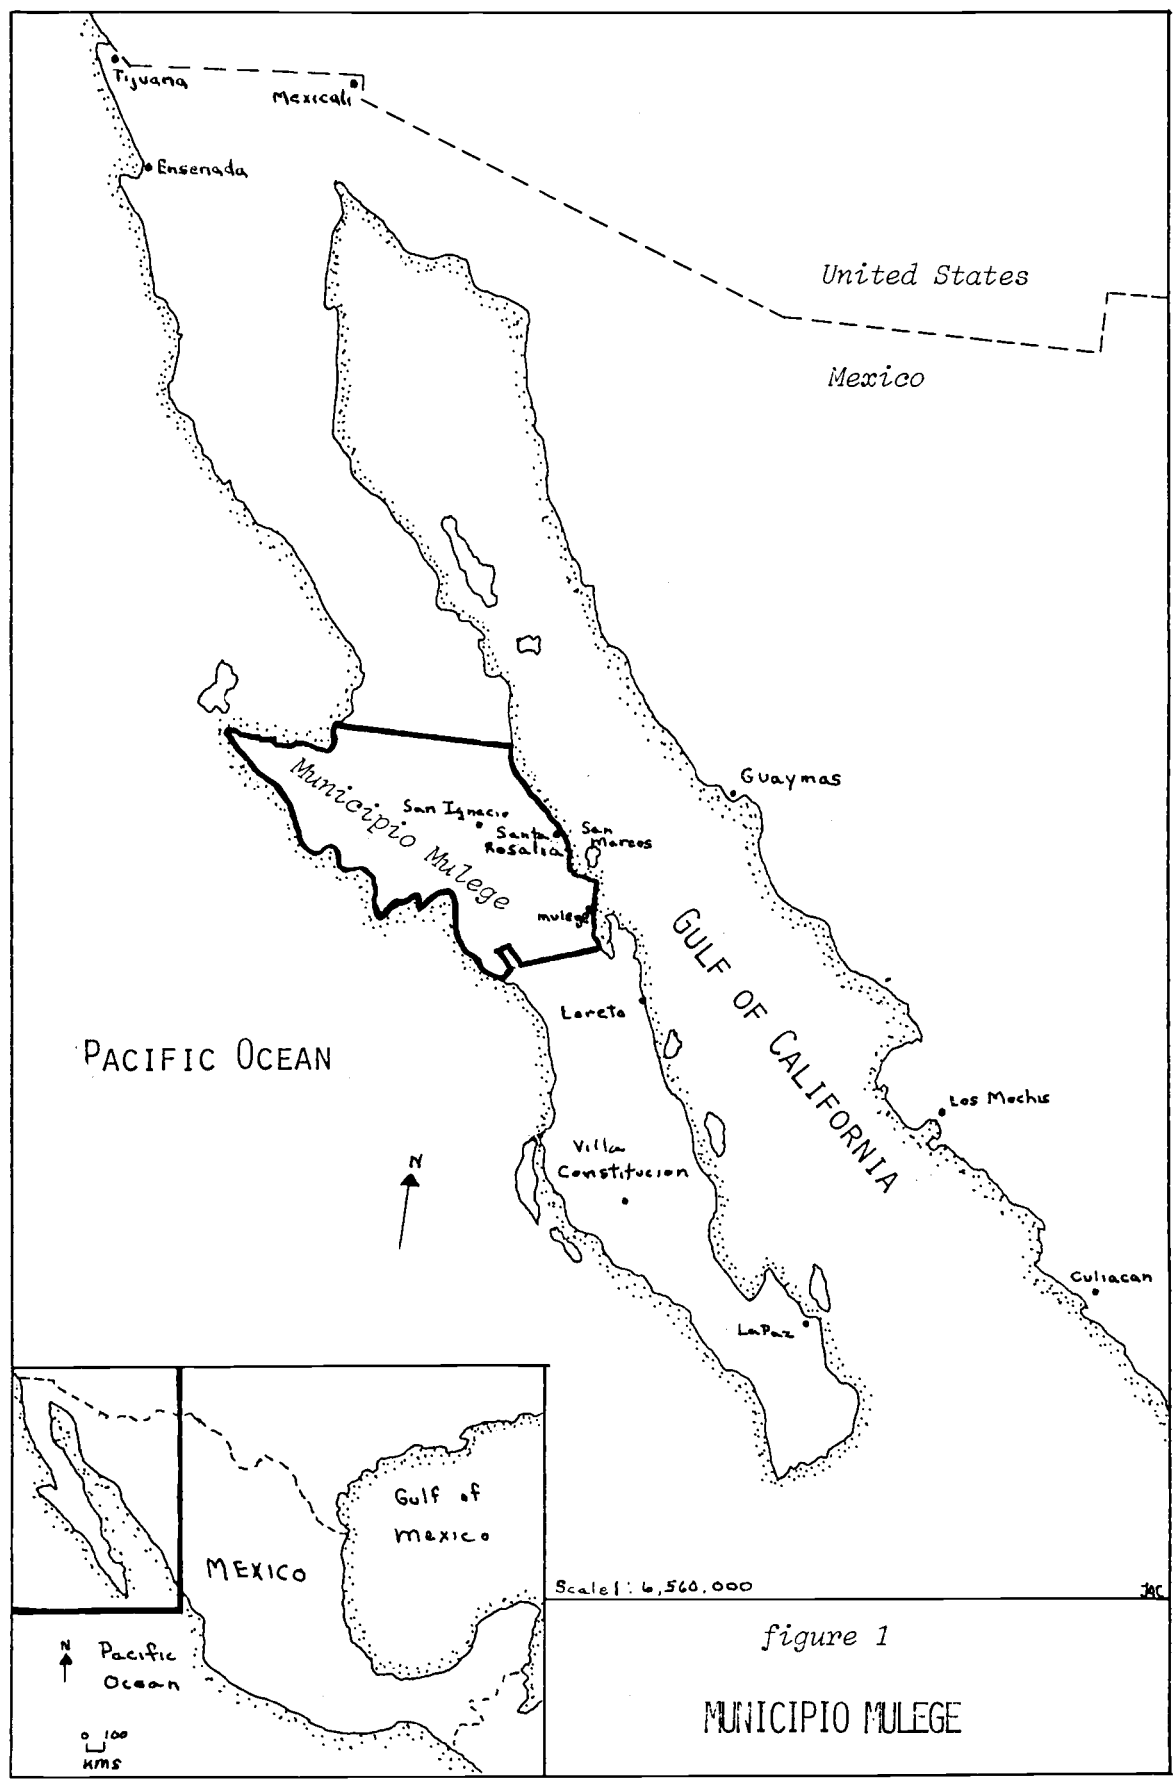 Tijuana
Mexicali
Ensenada
United States
Mexico
Guaymas
Municipio Mulege
San Ignacio
Santa
Rosalia
San
Marcos
mulege
GULF OF CALIFORNIA
Loreto
PACIFIC OCEAN
Los Mochis
N
Villa
Constitucion
Culiacan
La Paz
Gulf of
Mexico
MEXICO
Scale 1: 6,560,000
JAC
N
Pacific
Ocean
0 100
kms
figure 1
MUNICIPIO MULEGE